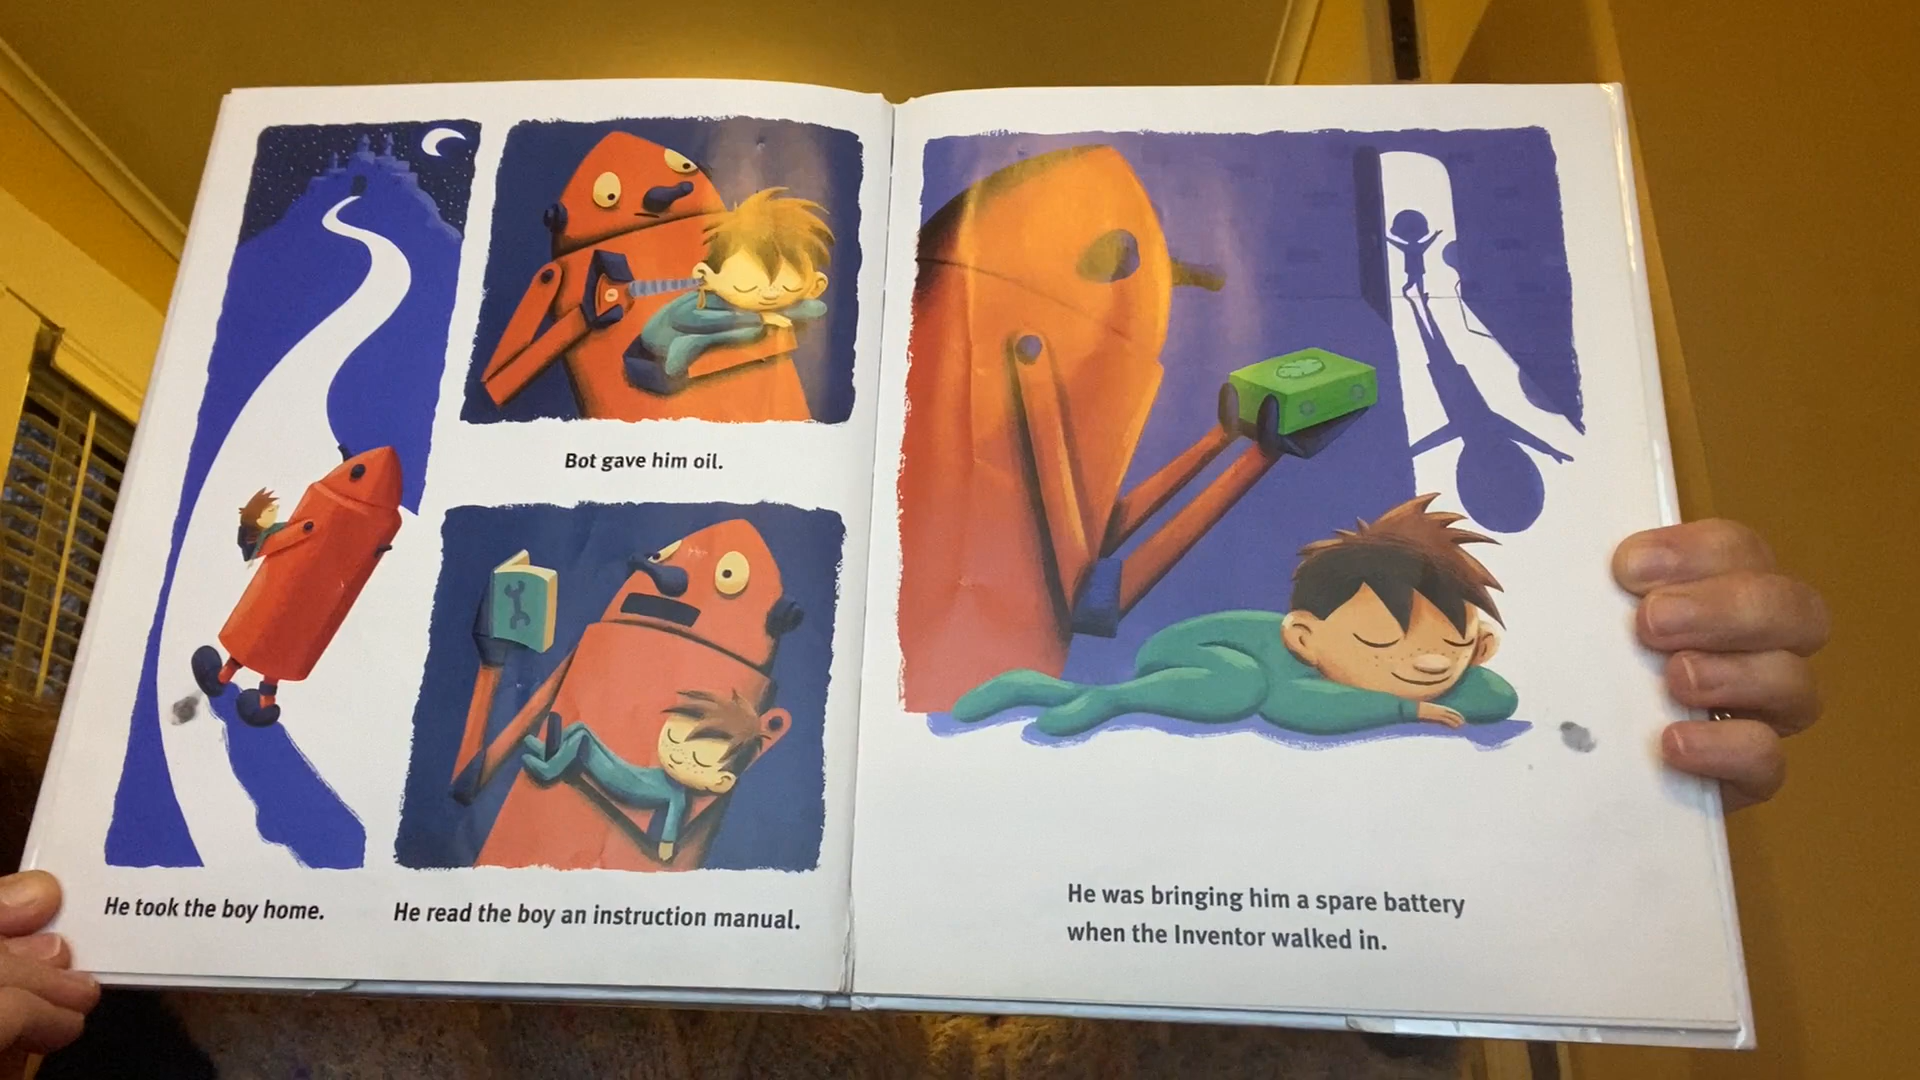 He took the boy home.
Bot gave him oil.
He read the boy an instruction manual.
He was bringing him a spare battery
when the Inventor walked in.